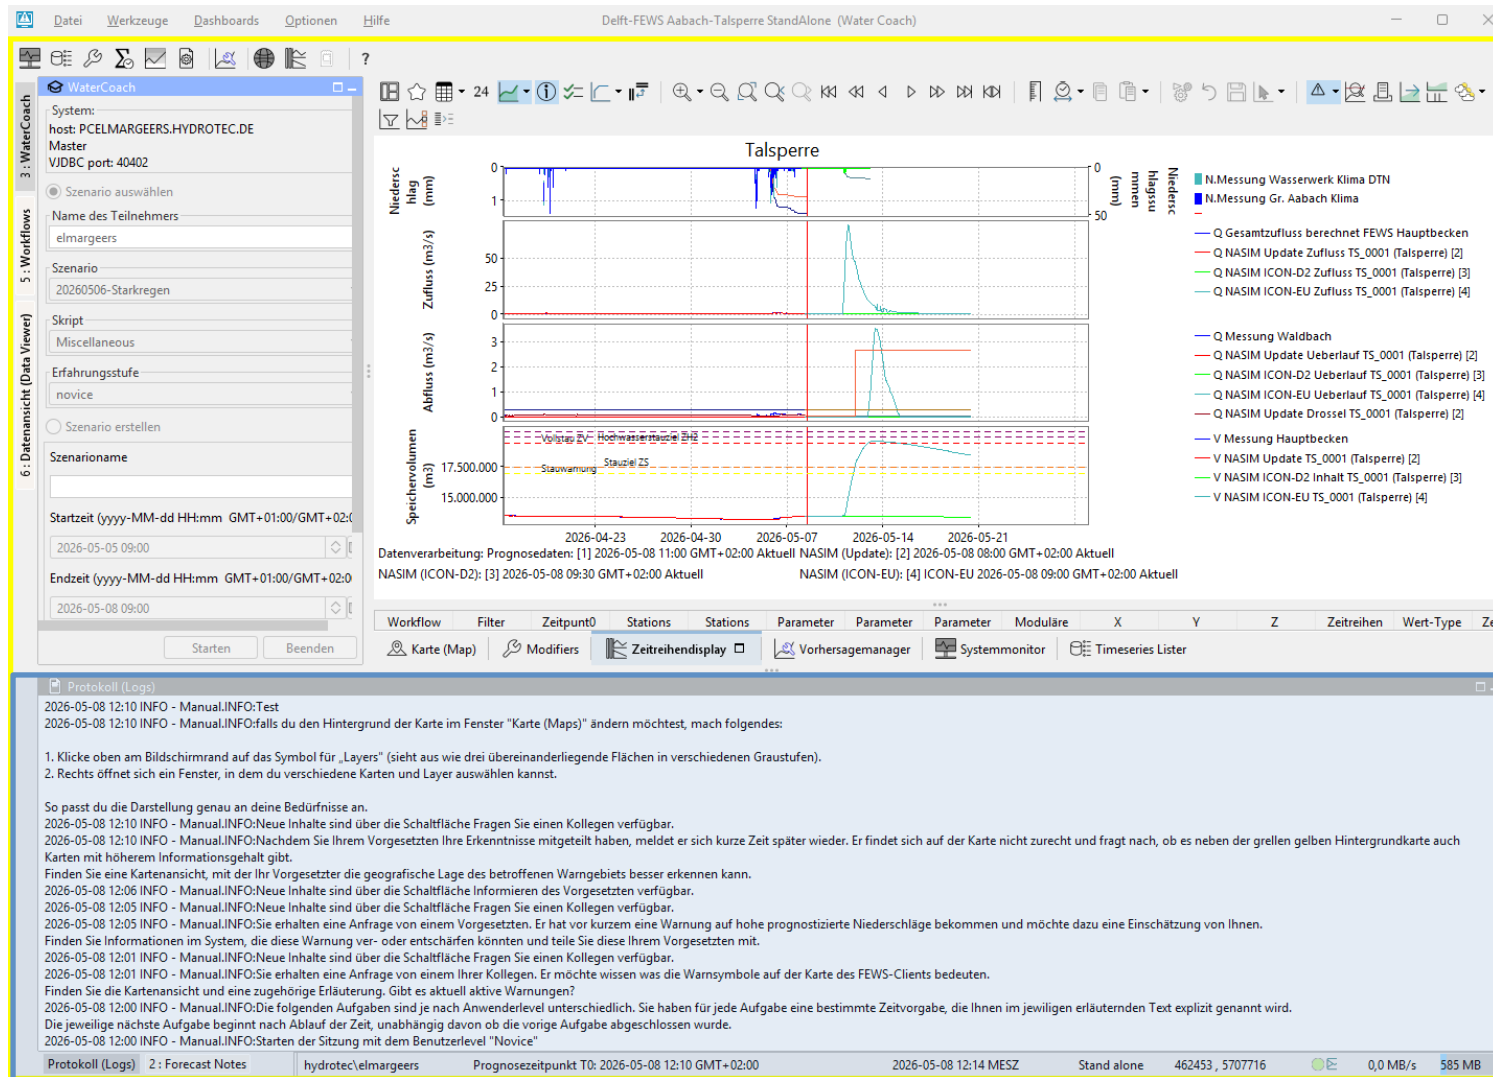 Datei Werkzeuge Dashboards Optionen Hilfe
Delft-FEWS Aabach-Talsperre StandAlone (Water Coach)
?
3 : WaterCoach
5 : Workflows
6 : Datenansicht (Data Viewer)
WaterCoach
System:
host: PCELMARGEERS.HYDROTEC.DE
Master
VJDBC port: 40402
Szenario auswählen
Name des Teilnehmers
elmargeers
Szenario
20260506-Starkregen
Skript
Miscellaneous
Erfahrungsstufe
novice
Szenario erstellen
Szenarioname
Startzeit (yyyy-MM-dd HH:mm GMT+01:00/GMT+02:0
2026-05-05 09:00
Endzeit (yyyy-MM-dd HH:mm GMT+01:00/GMT+02:0
2026-05-08 09:00
Starten Beenden
24
Talsperre
Niedersc
hlag
(mm)
0
1
0
50
Niedersc
hlagssu
mmen
(mm)
N.Messung Wasserwerk Klima DTN
N.Messung Gr. Aabach Klima
Zufluss (m3/s)
50
25
0
Q Gesamtzufluss berechnet FEWS Hauptbecken
Q NASIM Update Zufluss TS_0001 (Talsperre) [2]
Q NASIM ICON-D2 Zufluss TS_0001 (Talsperre) [3]
Q NASIM ICON-EU Zufluss TS_0001 (Talsperre) [4]
Abfluss (m3/s)
3
2
1
0
Q Messung Waldbach
Q NASIM Update Ueberlauf TS_0001 (Talsperre) [2]
Q NASIM ICON-D2 Ueberlauf TS_0001 (Talsperre) [3]
Q NASIM ICON-EU Ueberlauf TS_0001 (Talsperre) [4]
Q NASIM Update Drossel TS_0001 (Talsperre) [2]
Speichervolumen
(m3)
17.500.000
15.000.000
Vollstau ZV Hochwasserstauziel ZH2
Stauwarnung Stauziel ZS
V Messung Hauptbecken
V NASIM Update TS_0001 (Talsperre) [2]
V NASIM ICON-D2 Inhalt TS_0001 (Talsperre) [3]
V NASIM ICON-EU TS_0001 (Talsperre) [4]
2026-04-23 2026-04-30 2026-05-07 2026-05-14 2026-05-21
Datenverarbeitung: Prognosedaten: [1] 2026-05-08 11:00 GMT+02:00 Aktuell NASIM (Update): [2] 2026-05-08 08:00 GMT+02:00 Aktuell
NASIM (ICON-D2): [3] 2026-05-08 09:30 GMT+02:00 Aktuell NASIM (ICON-EU): [4] ICON-EU 2026-05-08 09:00 GMT+02:00 Aktuell
Workflow Filter Zeitpunt0 Stations Stations Parameter Parameter Parameter Moduläre X Y Z Zeitreihen Wert-Type Ze
Karte (Map) Modifiers Zeitreihendisplay Vorhersagemanager Systemmonitor Timeseries Lister
Protokoll (Logs)
2026-05-08 12:10 INFO - Manual.INFO:Test
2026-05-08 12:10 INFO - Manual.INFO:falls du den Hintergrund der Karte im Fenster "Karte (Maps)" ändern möchtest, mach folgendes:
1. Klicke oben am Bildschirmrand auf das Symbol für „Layers" (sieht aus wie drei übereinanderliegende Flächen in verschiedenen Graustufen).
2. Rechts öffnet sich ein Fenster, in dem du verschiedene Karten und Layer auswählen kannst.
So passt du die Darstellung genau an deine Bedürfnisse an.
2026-05-08 12:10 INFO - Manual.INFO:Neue Inhalte sind über die Schaltfläche Fragen Sie einen Kollegen verfügbar.
2026-05-08 12:10 INFO - Manual.INFO:Nachdem Sie Ihrem Vorgesetzten Ihre Erkenntnisse mitgeteilt haben, meldet er sich kurze Zeit später wieder. Er findet sich auf der Karte nicht zurecht und fragt nach, ob es neben der grellen gelben Hintergrundkarte auch
Karten mit höherem Informationsgehalt gibt.
Finden Sie eine Kartenansicht, mit der Ihr Vorgesetzter die geografische Lage des betroffenen Warngebiets besser erkennen kann.
2026-05-08 12:06 INFO - Manual.INFO:Neue Inhalte sind über die Schaltfläche Informieren des Vorgesetzten verfügbar.
2026-05-08 12:05 INFO - Manual.INFO:Neue Inhalte sind über die Schaltfläche Fragen Sie einen Kollegen verfügbar.
2026-05-08 12:05 INFO - Manual.INFO:Sie erhalten eine Anfrage von einem Vorgesetzten. Er hat vor kurzem eine Warnung auf hohe prognostizierte Niederschläge bekommen und möchte dazu eine Einschätzung von Ihnen.
Finden Sie Informationen im System, die diese Warnung ver- oder entschärfen könnten und teile Sie diese Ihrem Vorgesetzten mit.
2026-05-08 12:01 INFO - Manual.INFO:Neue Inhalte sind über die Schaltfläche Fragen Sie einen Kollegen verfügbar.
2026-05-08 12:01 INFO - Manual.INFO:Sie erhalten eine Anfrage von einem Ihrer Kollegen. Er möchte wissen was die Warnsymbole auf der Karte des FEWS-Clients bedeuten.
Finden Sie die Kartenansicht und eine zugehörige Erläuterung. Gibt es aktuell aktive Warnungen?
2026-05-08 12:00 INFO - Manual.INFO:Die folgenden Aufgaben sind je nach Anwenderlevel unterschiedlich. Sie haben für jede Aufgabe eine bestimmte Zeitvorgabe, die Ihnen im jewiligen erläuternden Text explizit genannt wird.
Die jeweilige nächste Aufgabe beginnt nach Ablauf der Zeit, unabhängig davon ob die vorige Aufgabe abgeschlossen wurde.
2026-05-08 12:00 INFO - Manual.INFO:Starten der Sitzung mit dem Benutzerlevel "Novice"
Protokoll (Logs) 2 : Forecast Notes hydrotec\elmargeers Prognosezeitpunkt T0: 2026-05-08 12:10 GMT+02:00 2026-05-08 12:14 MESZ Stand alone 462453 , 5707716 0,0 MB/s 585 MB